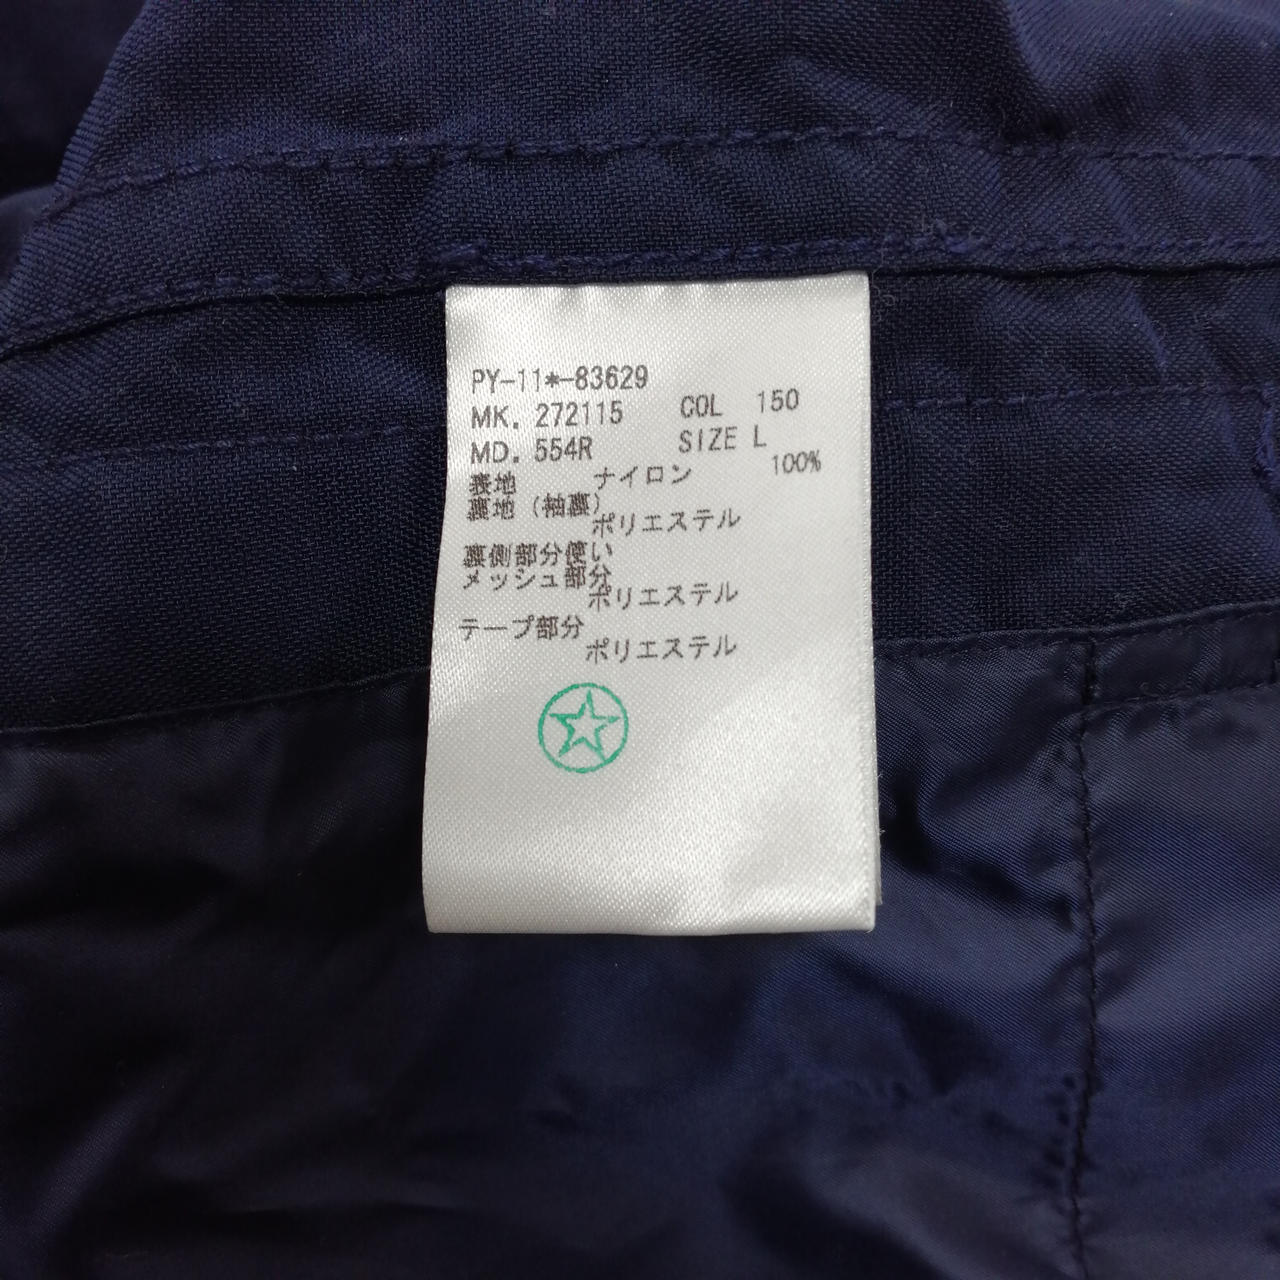 PY-11*-83629
MK. 272115 COL 150
MD. 554R SIZE L
表地 ナイロン 100%
裏地(袖裏)
ポリエステル
裏側部分使い
メッシュ部分
ポリエステル
テープ部分
ポリエステル